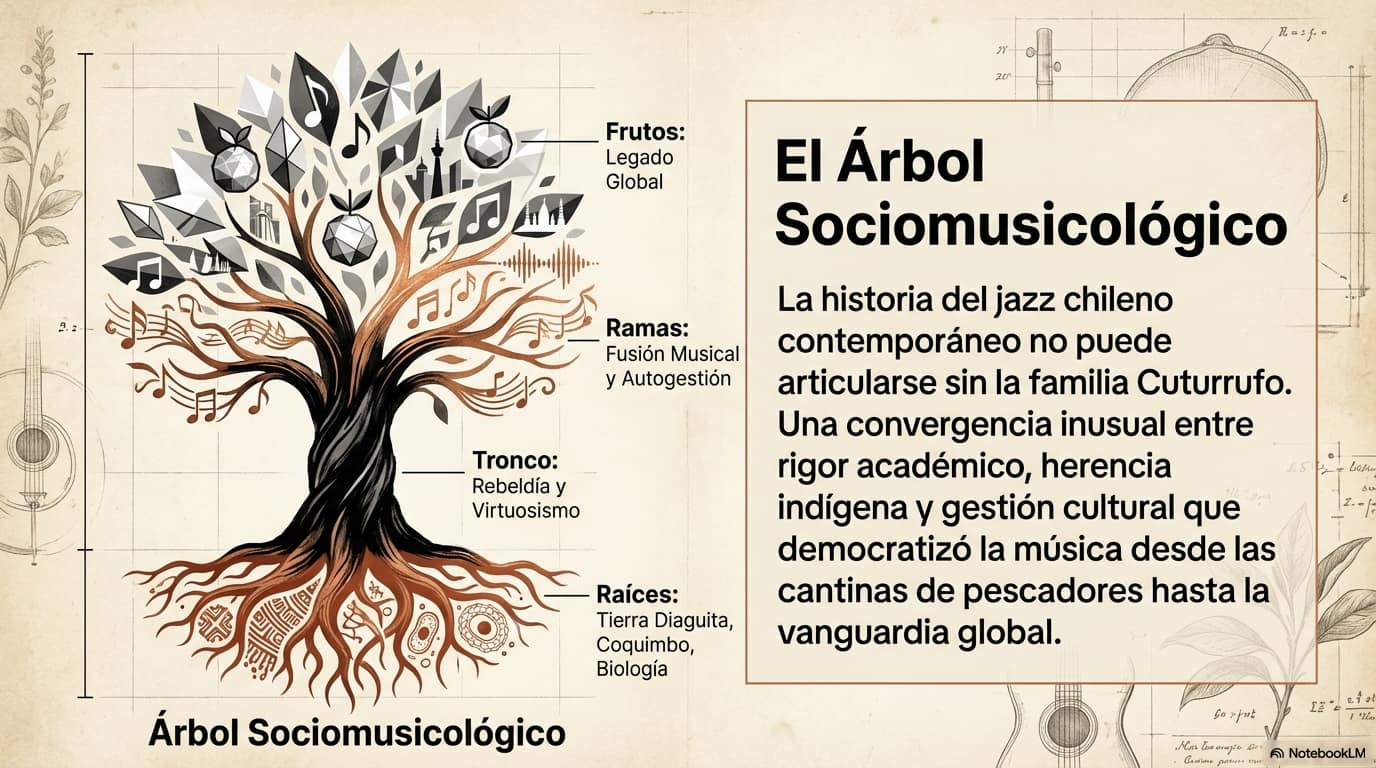 Frutos:
Legado
Global
Ramas:
Fusión Musical
y Autogestión
Tronco:
Rebeldía y
Virtuosismo
Raíces:
Tierra Diaguita,
Coquimbo,
Biología
Árbol Sociomusicológico
El Árbol
Sociomusicológico
La historia del jazz chileno
contemporáneo no puede
articularse sin la familia Cuturrufo.
Una convergencia inusual entre
rigor académico, herencia
indígena y gestión cultural que
democratizó la música desde las
cantinas de pescadores hasta la
vanguardia global.
NotebookLM